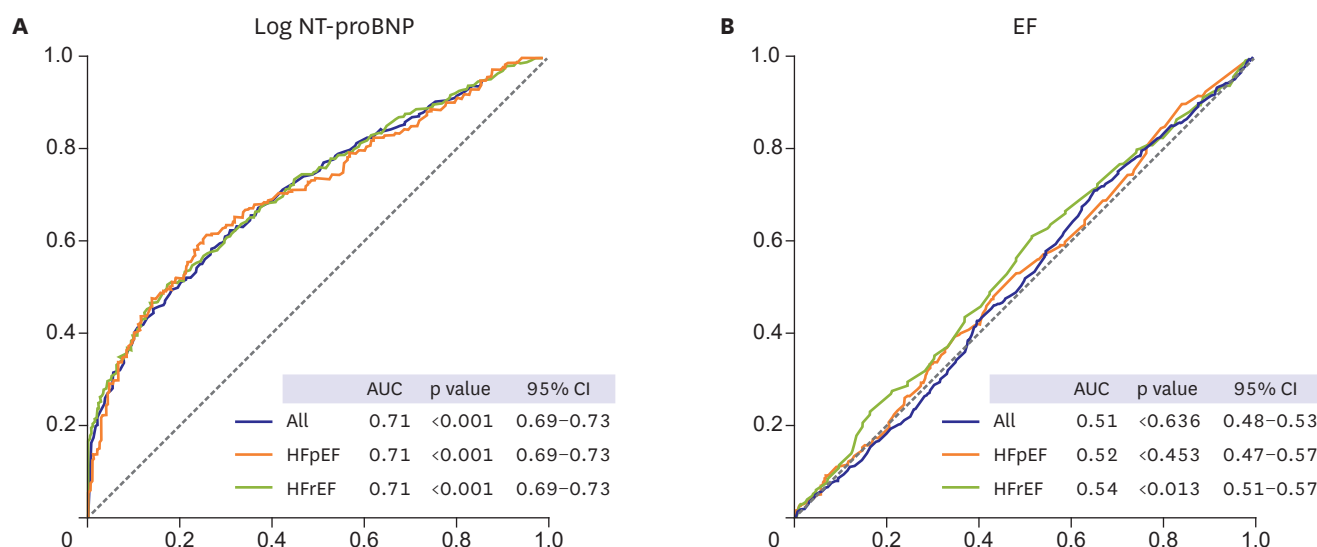 A Log NT-proBNP
1.0
0.8
0.6
0.4
0.2
0 0.2 0.4 0.6 0.8 1.0
AUC p value 95% CI
All 0.71 <0.001 0.69–0.73
HFpEF 0.71 <0.001 0.69–0.73
HFrEF 0.71 <0.001 0.69–0.73
B EF
1.0
0.8
0.6
0.4
0.2
0 0.2 0.4 0.6 0.8 1.0
AUC p value 95% CI
All 0.51 <0.636 0.48–0.53
HFpEF 0.52 <0.453 0.47–0.57
HFrEF 0.54 <0.013 0.51–0.57